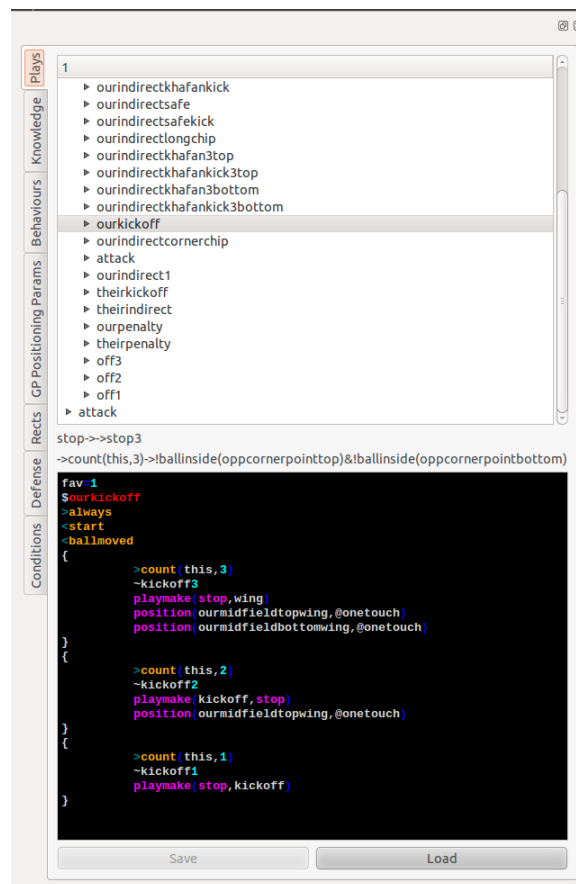 Plays
Knowledge
Behaviours
GP Positioning Params
Rects
Defense
Conditions
1
ourindirectkhafankick
ourindirectsafe
ourindirectsafekick
ourindirectlongchip
ourindirectkhafan3top
ourindirectkhafankick3top
ourindirectkhafan3bottom
ourindirectkhafankick3bottom
ourkickoff
ourindirectcornerchip
attack
ourindirect1
theirkickoff
theirindirect
ourpenalty
theirpenalty
off3
off2
off1
attack
stop->->stop3
->count(this,3)->!ballinside(oppcornerpointtop)&!ballinside(oppcornerpointbottom)
fav=1
$ourkickoff
>always
<start
<ballmoved
{
>count(this,3)
~kickoff3
playmake(stop,wing)
position(ourmidfieldtopwing,@onetouch)
position(ourmidfieldbottomwing,@onetouch)
}
{
>count(this,2)
~kickoff2
playmake(kickoff,stop)
position(ourmidfieldtopwing,@onetouch)
}
{
>count(this,1)
~kickoff1
playmake(stop,kickoff)
}
Save
Load